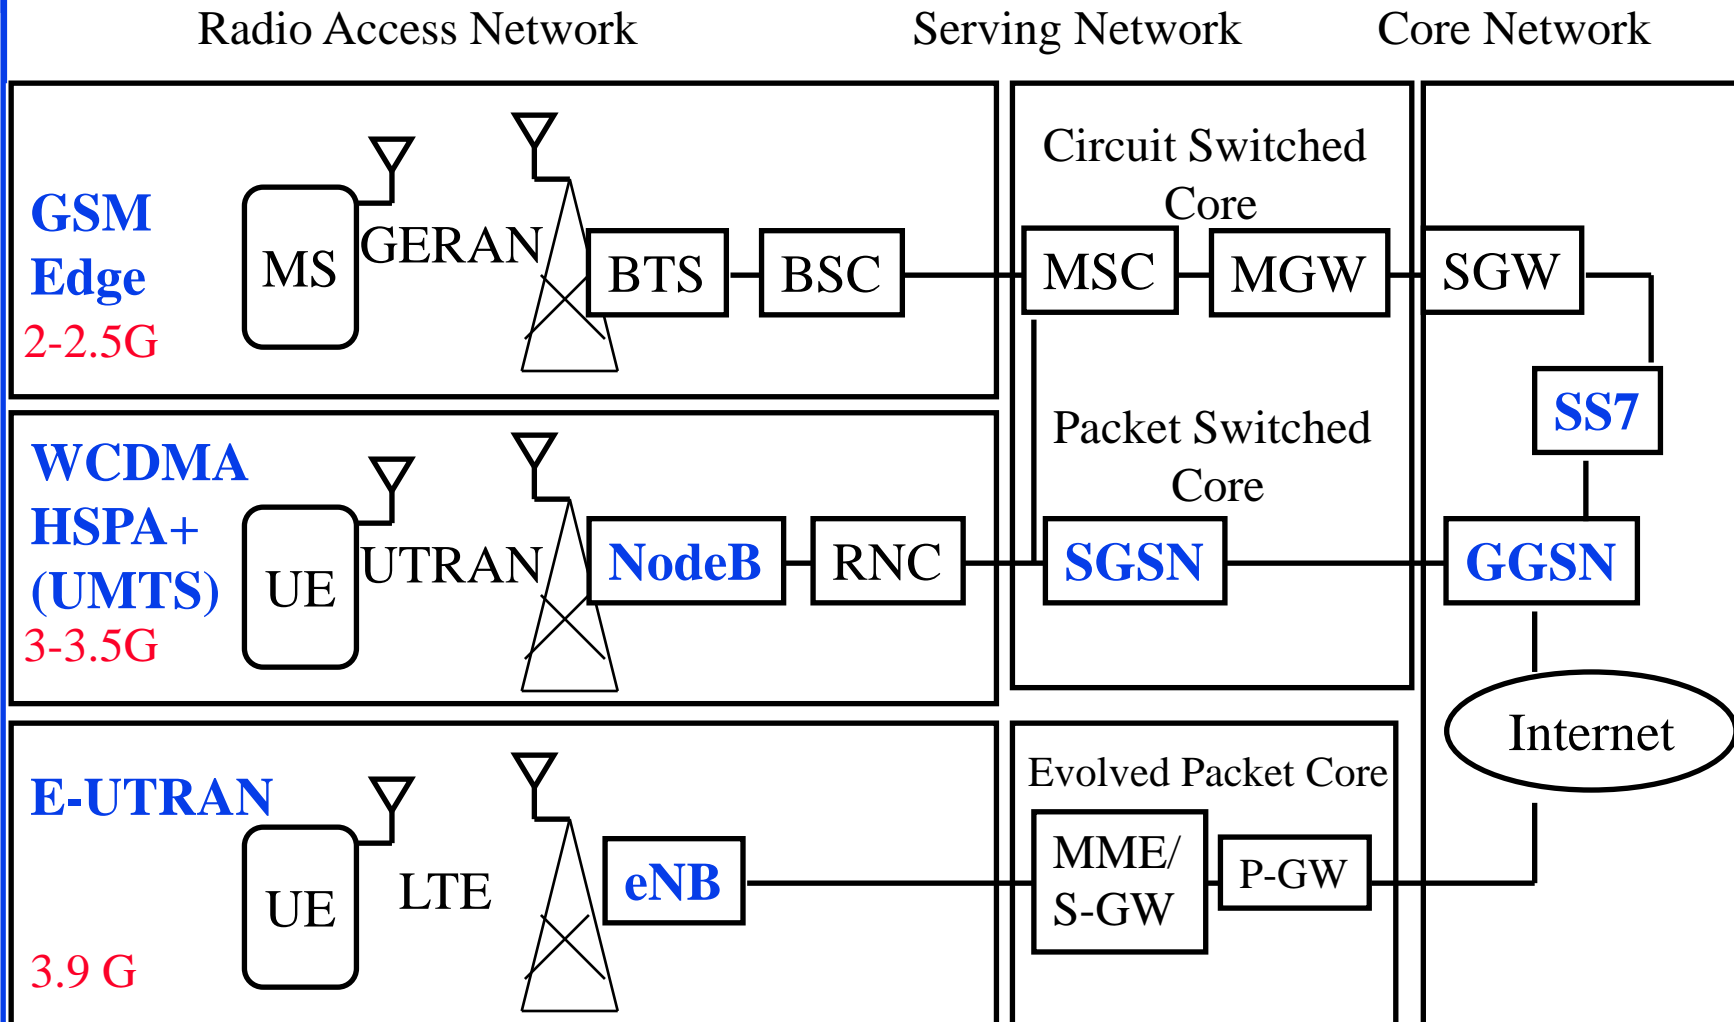 Radio Access Network
Serving Network
Core Network
GSM
Edge
2-2.5G
MS
GERAN
BTS
BSC
Circuit Switched
Core
MSC
MGW
SGW
SS7
WCDMA
HSPA+
(UMTS)
3-3.5G
UE
UTRAN
NodeB
RNC
Packet Switched
Core
SGSN
GGSN
Internet
E-UTRAN
3.9 G
UE
LTE
eNB
Evolved Packet Core
MME/
S-GW
P-GW